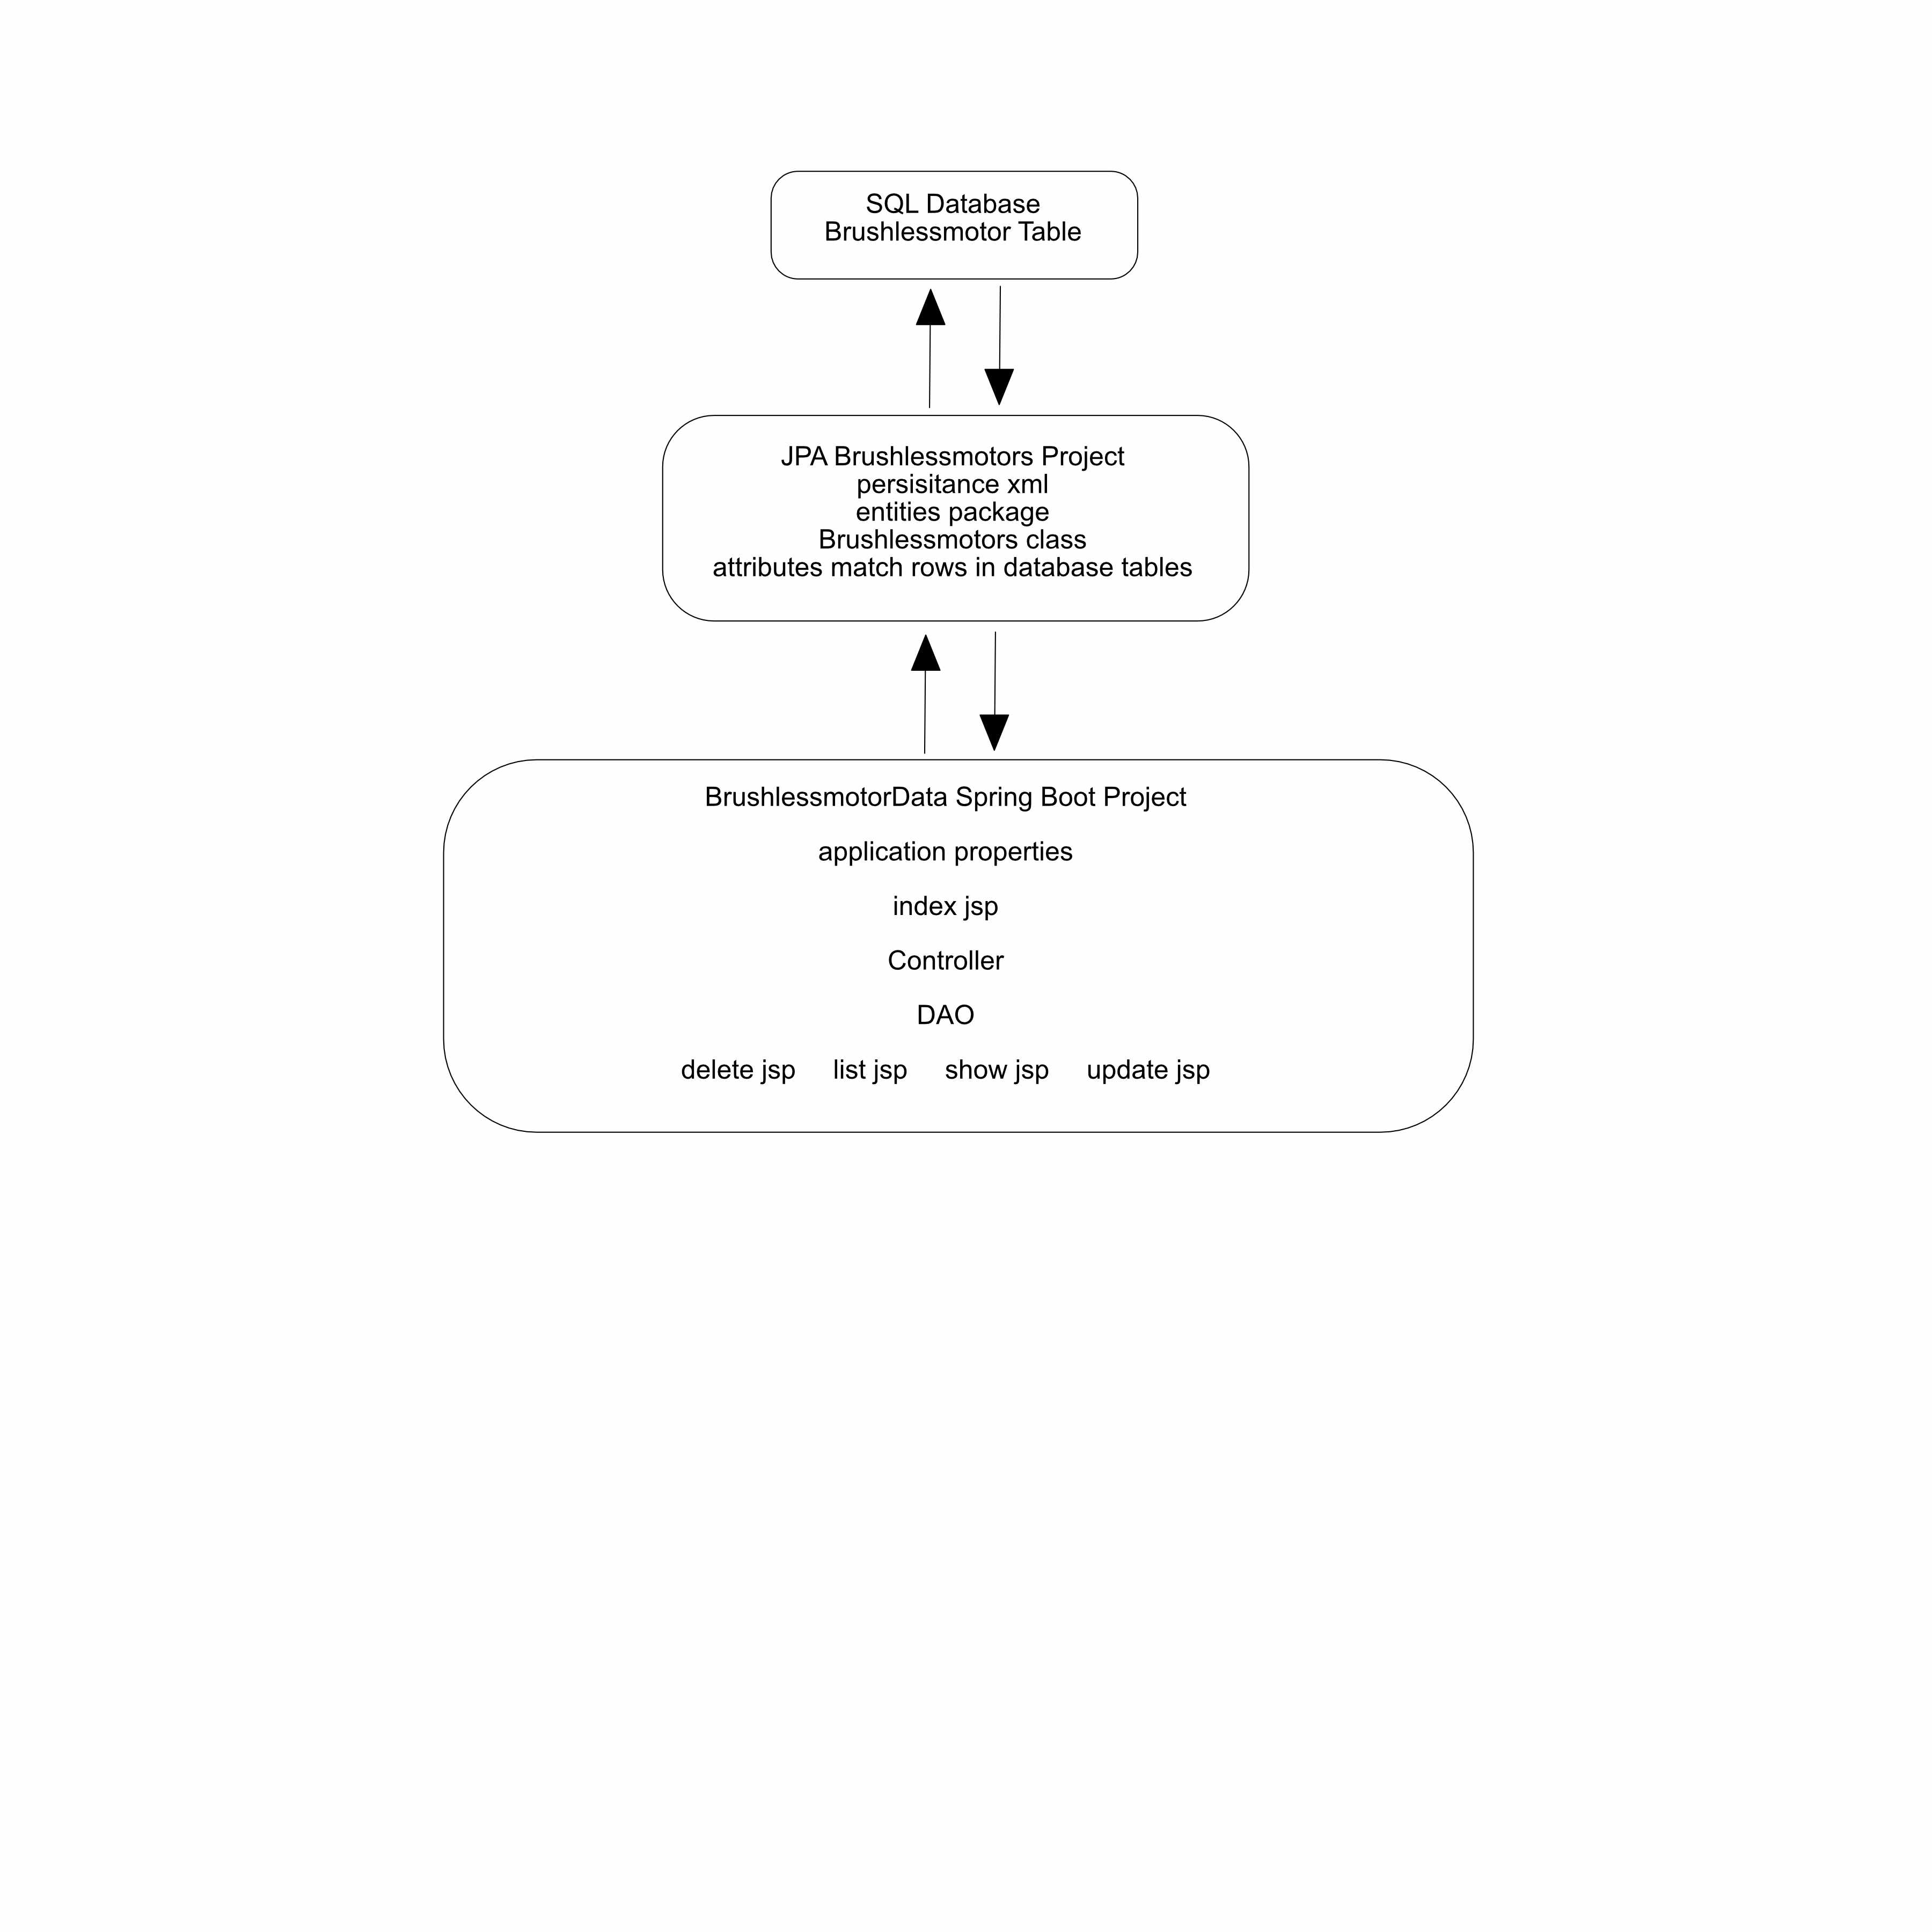 SQL Database
Brushlessmotor Table
JPA Brushlessmotors Project
persisitance xml
entities package
Brushlessmotors class
attributes match rows in database tables
BrushlessmotorData Spring Boot Project
application properties
index jsp
Controller
DAO
delete jsp list jsp show jsp update jsp